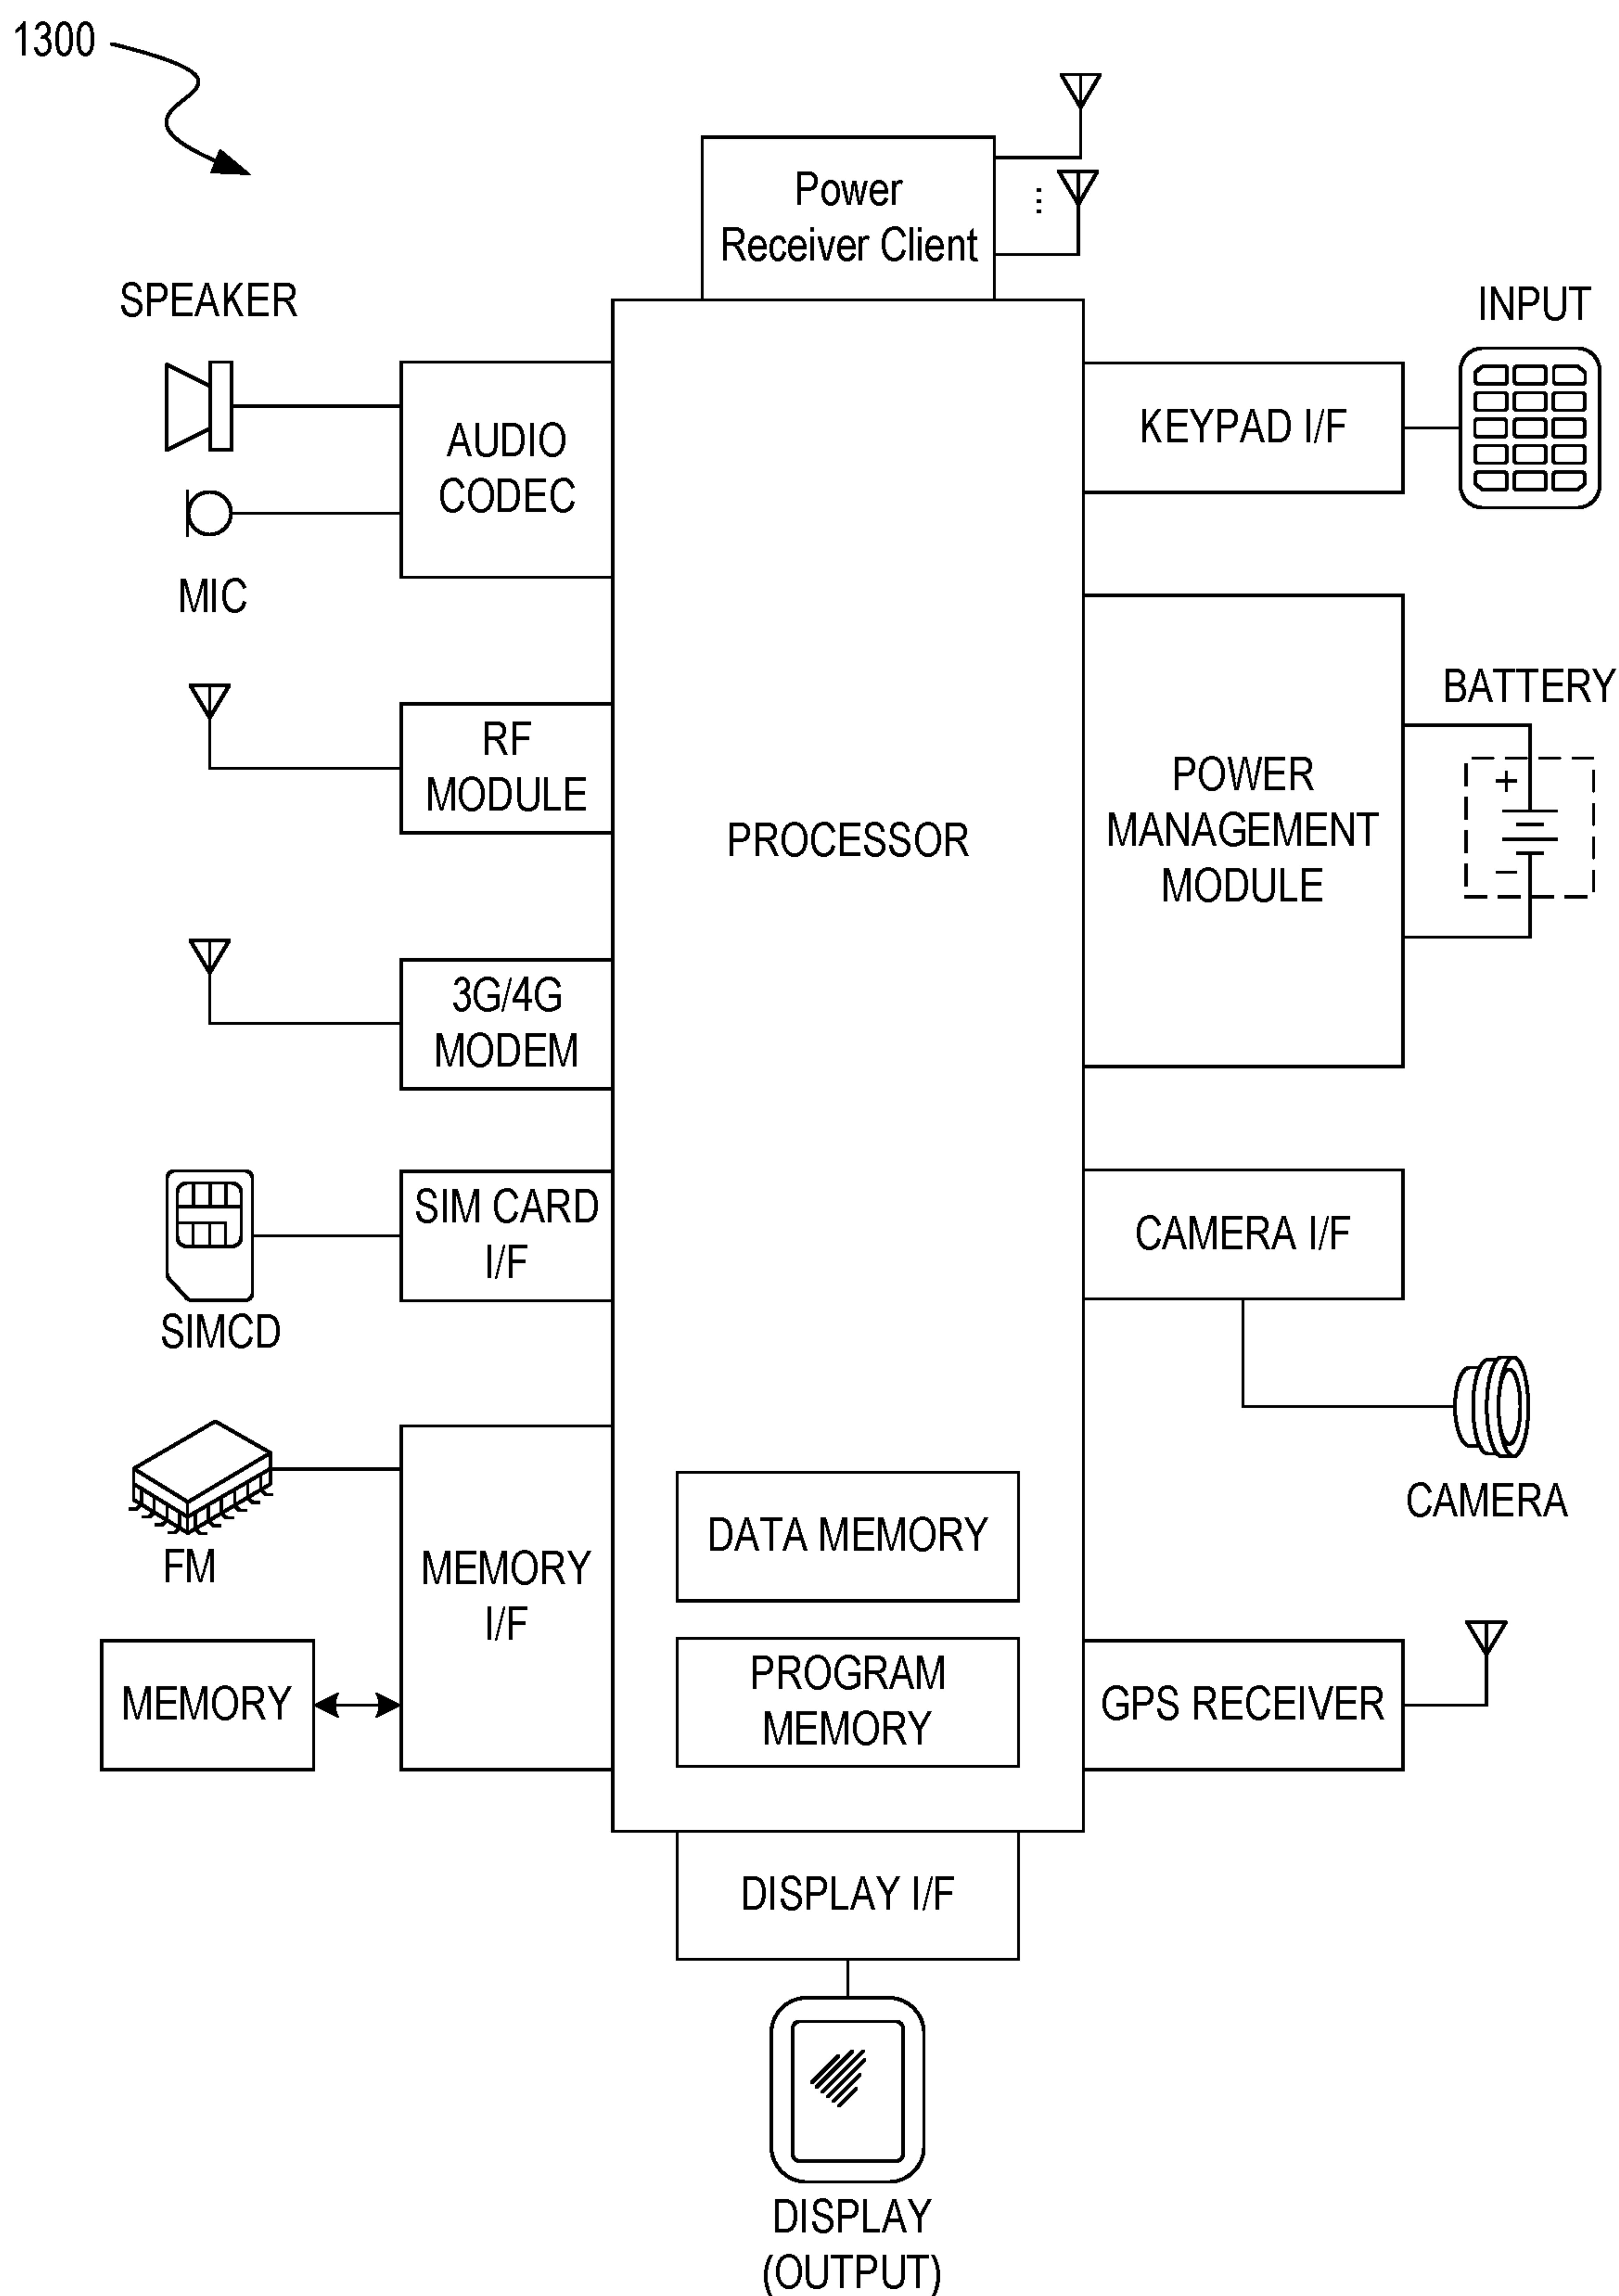 1300
Power
Receiver Client
SPEAKER
INPUT
AUDIO
CODEC
KEYPAD I/F
MIC
RF
MODULE
PROCESSOR
POWER
MANAGEMENT
MODULE
BATTERY
+
−
3G/4G
MODEM
SIM CARD
I/F
SIMCD
CAMERA I/F
CAMERA
FM
MEMORY
I/F
MEMORY
DATA MEMORY
PROGRAM
MEMORY
GPS RECEIVER
DISPLAY I/F
DISPLAY
(OUTPUT)